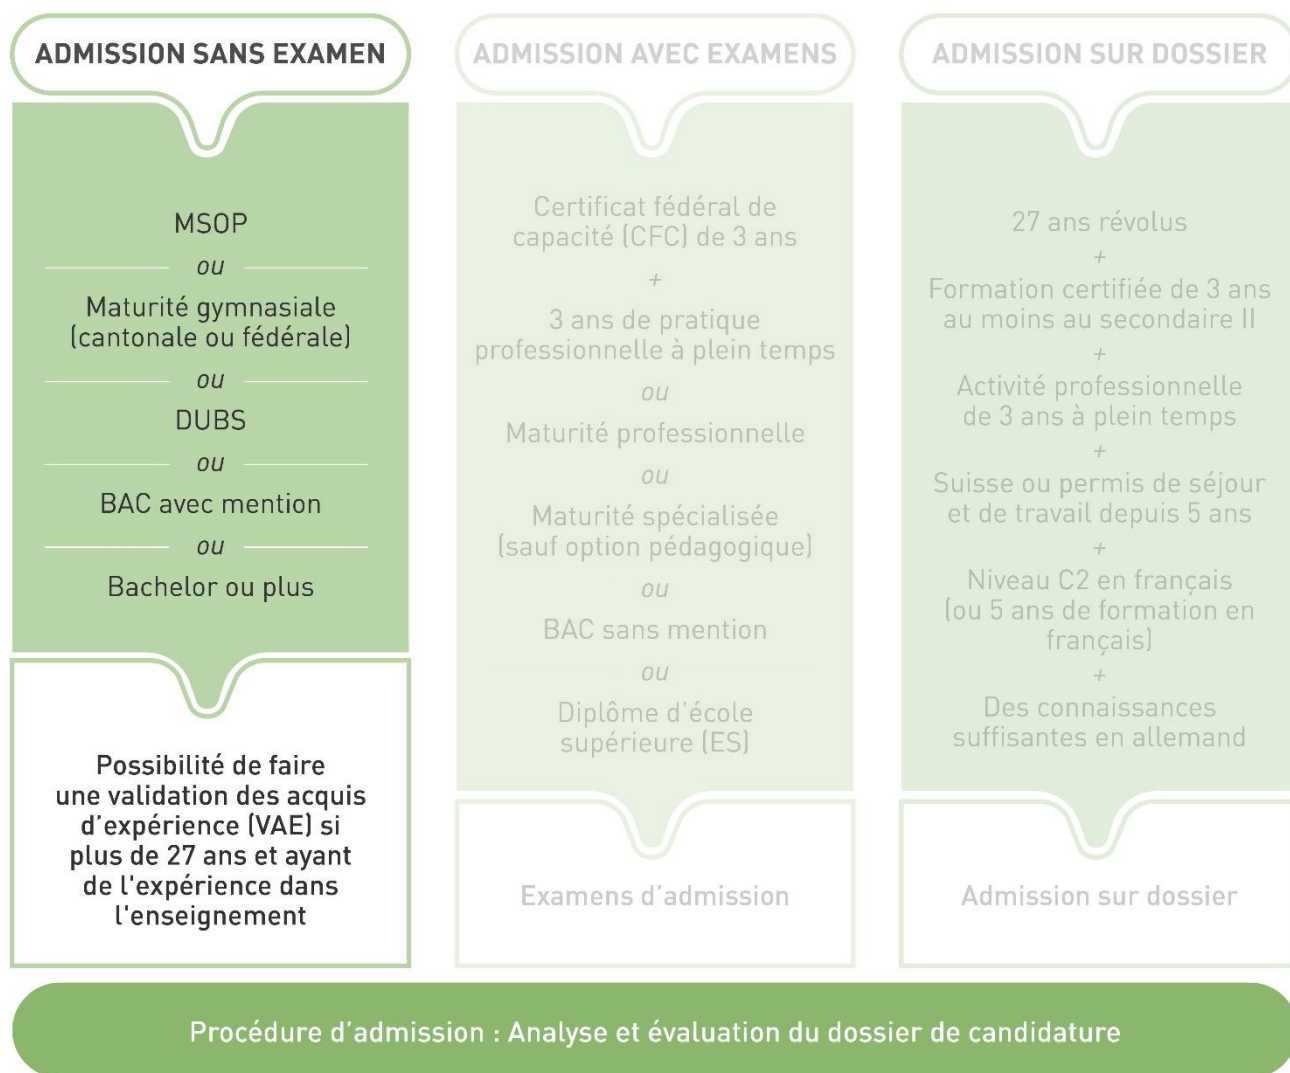 ADMISSION SANS EXAMEN
MSOP
ou
Maturité gymnasiale
(cantonale ou fédérale)
ou
DUBS
ou
BAC avec mention
ou
Bachelor ou plus
Possibilité de faire
une validation des acquis
d’expérience (VAE) si
plus de 27 ans et ayant
de l'expérience dans
l'enseignement
ADMISSION AVEC EXAMENS
Certificat fédéral de
capacité (CFC) de 3 ans
+
3 ans de pratique
professionnelle à plein temps
ou
Maturité professionnelle
ou
Maturité spécialisée
(sauf option pédagogique)
ou
BAC sans mention
ou
Diplôme d’école
supérieure (ES)
Examens d’admission
ADMISSION SUR DOSSIER
27 ans révolus
+
Formation certifiée de 3 ans
au moins au secondaire II
+
Activité professionnelle
de 3 ans à plein temps
+
Suisse ou permis de séjour
et de travail depuis 5 ans
+
Niveau C2 en français
(ou 5 ans de formation en
français)
+
Des connaissances
suffisantes en allemand
Admission sur dossier
Procédure d’admission : Analyse et évaluation du dossier de candidature